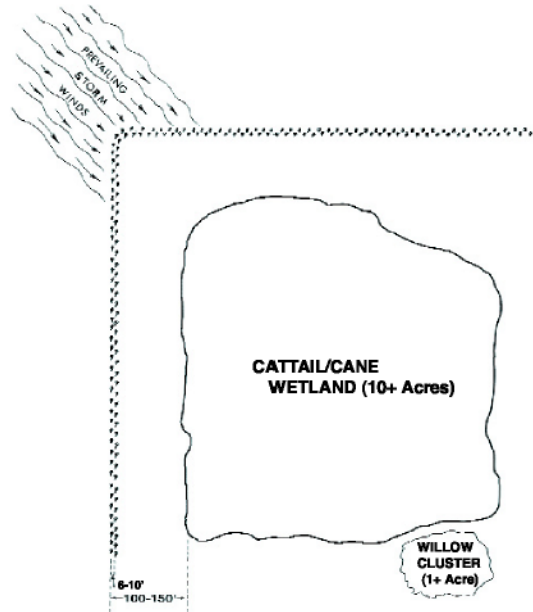 PREVAILING
STORM
WINDS
CATTAIL/CANE
WETLAND (10+ Acres)
WILLOW
CLUSTER
(1+ Acre)
6-10'
100-150'